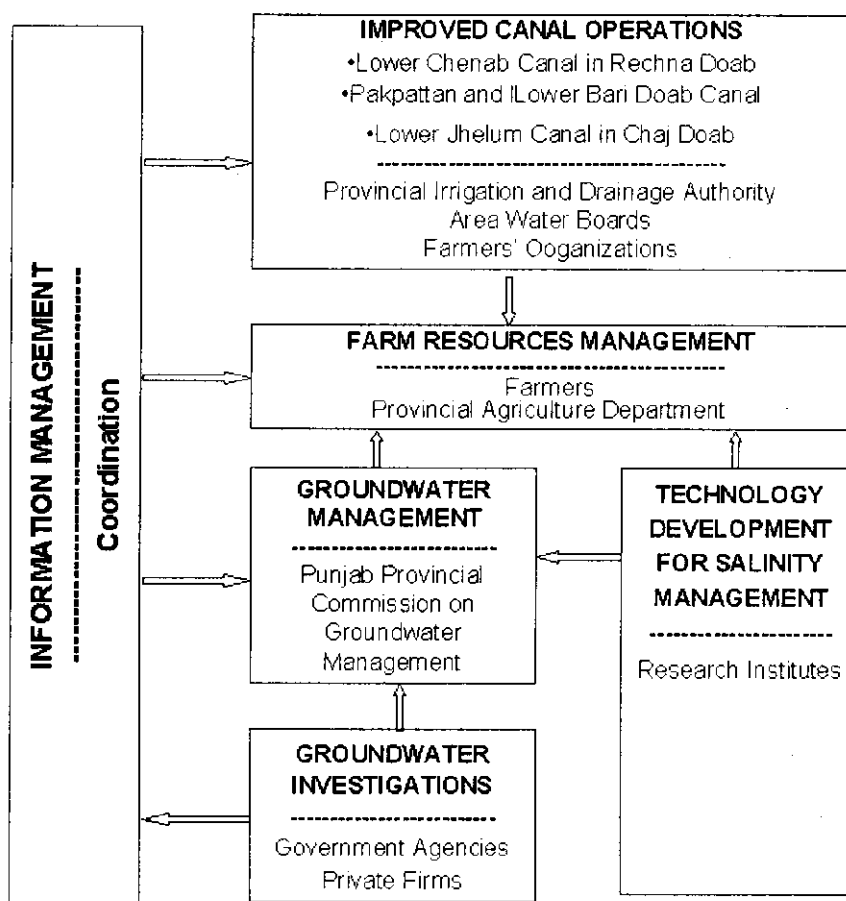 INFORMATION MANAGEMENT
Coordination
IMPROVED CANAL OPERATIONS
•Lower Chenab Canal in Rechna Doab
•Pakpattan and lLower Bari Doab Canal
•Lower Jhelum Canal in Chaj Doab
Provincial Irrigation and Drainage Authority
Area Water Boards
Farmers' Ooganizations
FARM RESOURCES MANAGEMENT
Farmers
Provincial Agriculture Department
GROUNDWATER
MANAGEMENT
Punjab Provincial
Commission on
Groundwater
Management
TECHNOLOGY
DEVELOPMENT
FOR SALINITY
MANAGEMENT
Research Institutes
GROUNDWATER
INVESTIGATIONS
Government Agencies
Private Firms